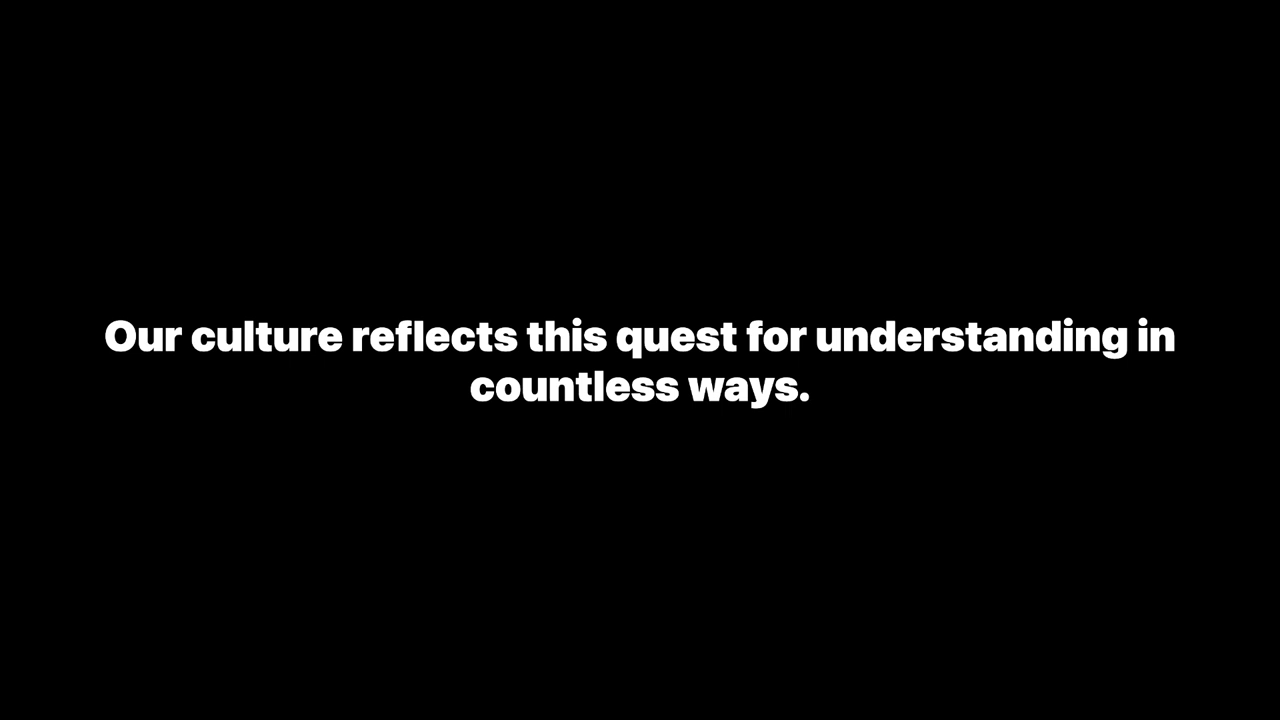 Our culture reflects this quest for understanding in
countless ways.